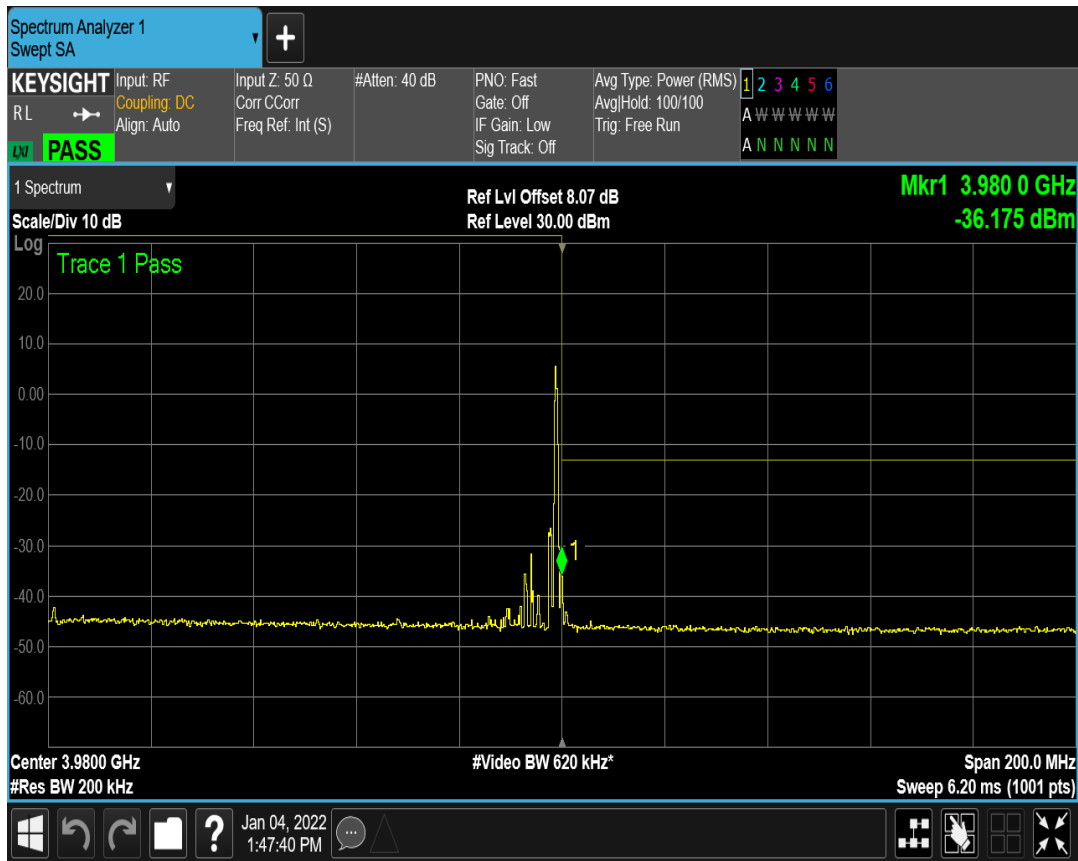 Spectrum Analyzer 1
Swept SA
+
KEYSIGHT
RL
LXI
PASS
Input: RF
Coupling: DC
Align: Auto
Input Z: 50 Ω
Corr CCorr
Freq Ref: Int (S)
#Atten: 40 dB
PNO: Fast
Gate: Off
IF Gain: Low
Sig Track: Off
Avg Type: Power (RMS)
Avg|Hold: 100/100
Trig: Free Run
1 2 3 4 5 6
A W W W W W
A N N N N N
1 Spectrum
Scale/Div 10 dB
Ref Lvl Offset 8.07 dB
Ref Level 30.00 dBm
Mkr1 3.980 0 GHz
-36.175 dBm
Log
Trace 1 Pass
20.0
10.0
0.00
-10.0
-20.0
-30.0
1
-40.0
-50.0
-60.0
Center 3.9800 GHz
#Res BW 200 kHz
#Video BW 620 kHz*
Span 200.0 MHz
Sweep 6.20 ms (1001 pts)
?
Jan 04, 2022
1:47:40 PM